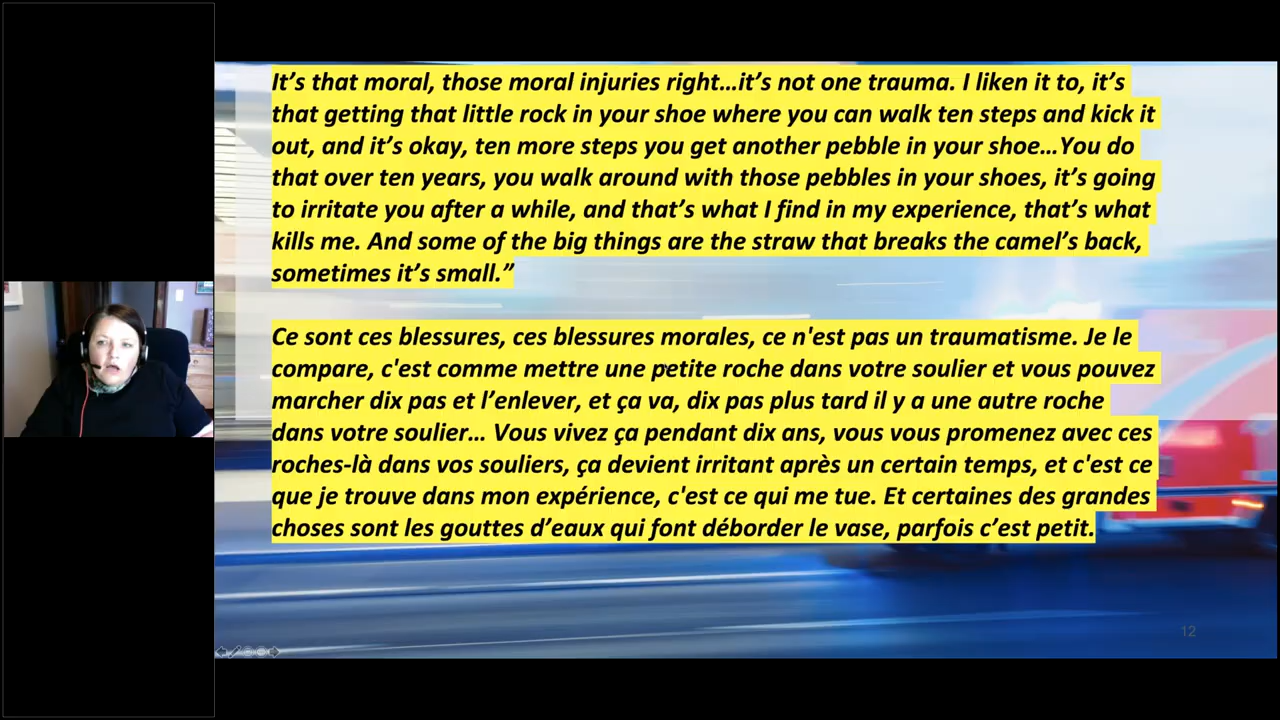 It’s that moral, those moral injuries right…it’s not one trauma. I liken it to, it’s
that getting that little rock in your shoe where you can walk ten steps and kick it
out, and it’s okay, ten more steps you get another pebble in your shoe…You do
that over ten years, you walk around with those pebbles in your shoes, it’s going
to irritate you after a while, and that’s what I find in my experience, that’s what
kills me. And some of the big things are the straw that breaks the camel’s back,
sometimes it’s small.”
Ce sont ces blessures, ces blessures morales, ce n'est pas un traumatisme. Je le
compare, c'est comme mettre une petite roche dans votre soulier et vous pouvez
marcher dix pas et l’enlever, et ça va, dix pas plus tard il y a une autre roche
dans votre soulier… Vous vivez ça pendant dix ans, vous vous promenez avec ces
roches-là dans vos souliers, ça devient irritant après un certain temps, et c'est ce
que je trouve dans mon expérience, c'est ce qui me tue. Et certaines des grandes
choses sont les gouttes d’eaux qui font déborder le vase, parfois c’est petit.
12